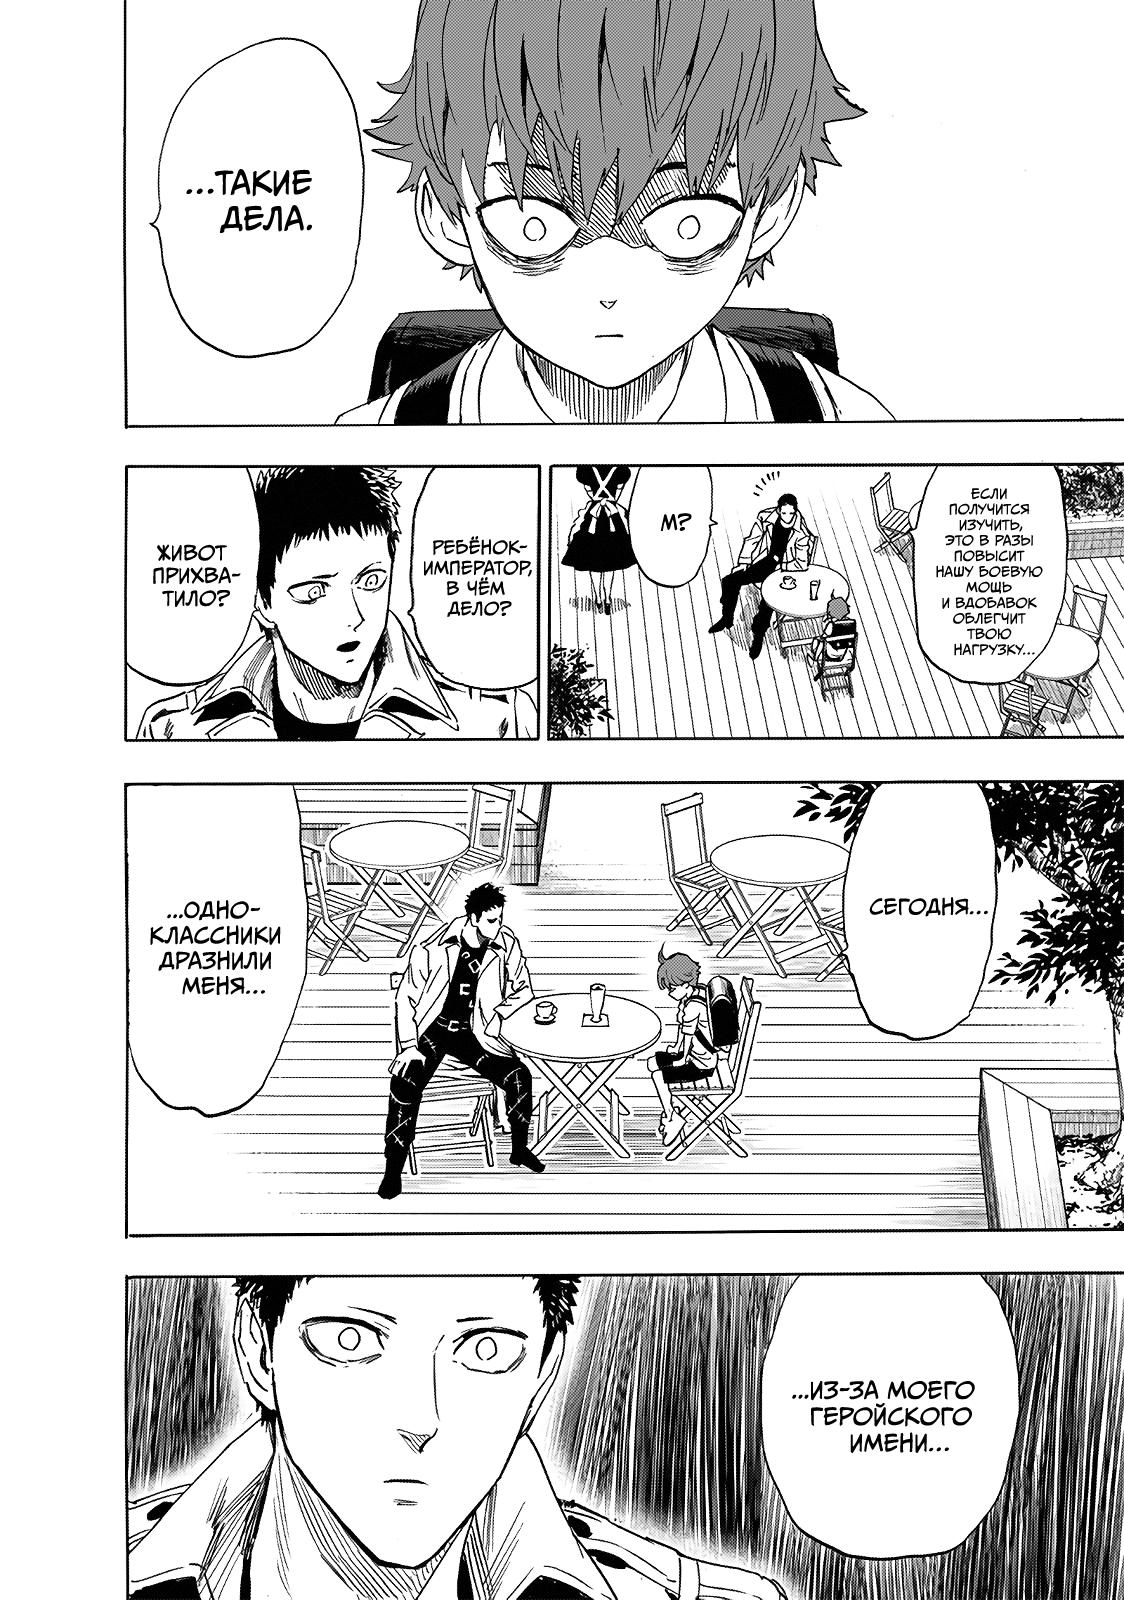 ...ТАКИЕ
ДЕЛА.
ЕСЛИ
ПОЛУЧИТСЯ
ИЗУЧИТЬ,
ЭТО В РАЗЫ
ПОВЫСИТ
НАШУ БОЕВУЮ
МОЩЬ
И ВДОБАВОК
ОБЛЕГЧИТ
ТВОЮ
НАГРУЗКУ...
М?
РЕБЁНОК-
ИМПЕРАТОР,
В ЧЁМ
ДЕЛО?
ЖИВОТ
ПРИХВА-
ТИЛО?
СЕГОДНЯ...
...ОДНО-
КЛАССНИКИ
ДРАЗНИЛИ
МЕНЯ...
...ИЗ-ЗА МОЕГО
ГЕРОЙСКОГО
ИМЕНИ...